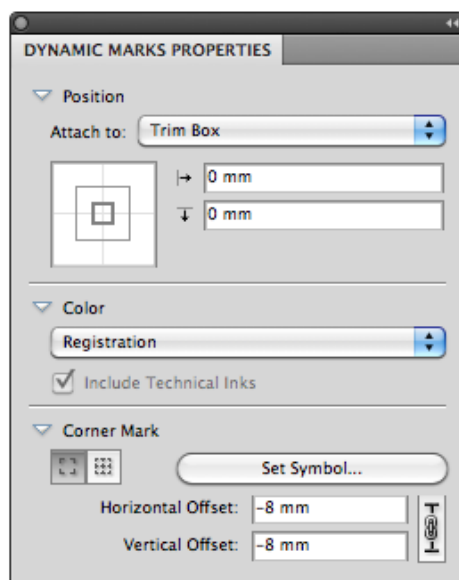 DYNAMIC MARKS PROPERTIES
Position
Attach to: Trim Box
0 mm
0 mm
Color
Registration
Include Technical Inks
Corner Mark
Set Symbol...
Horizontal Offset: -8 mm
Vertical Offset: -8 mm